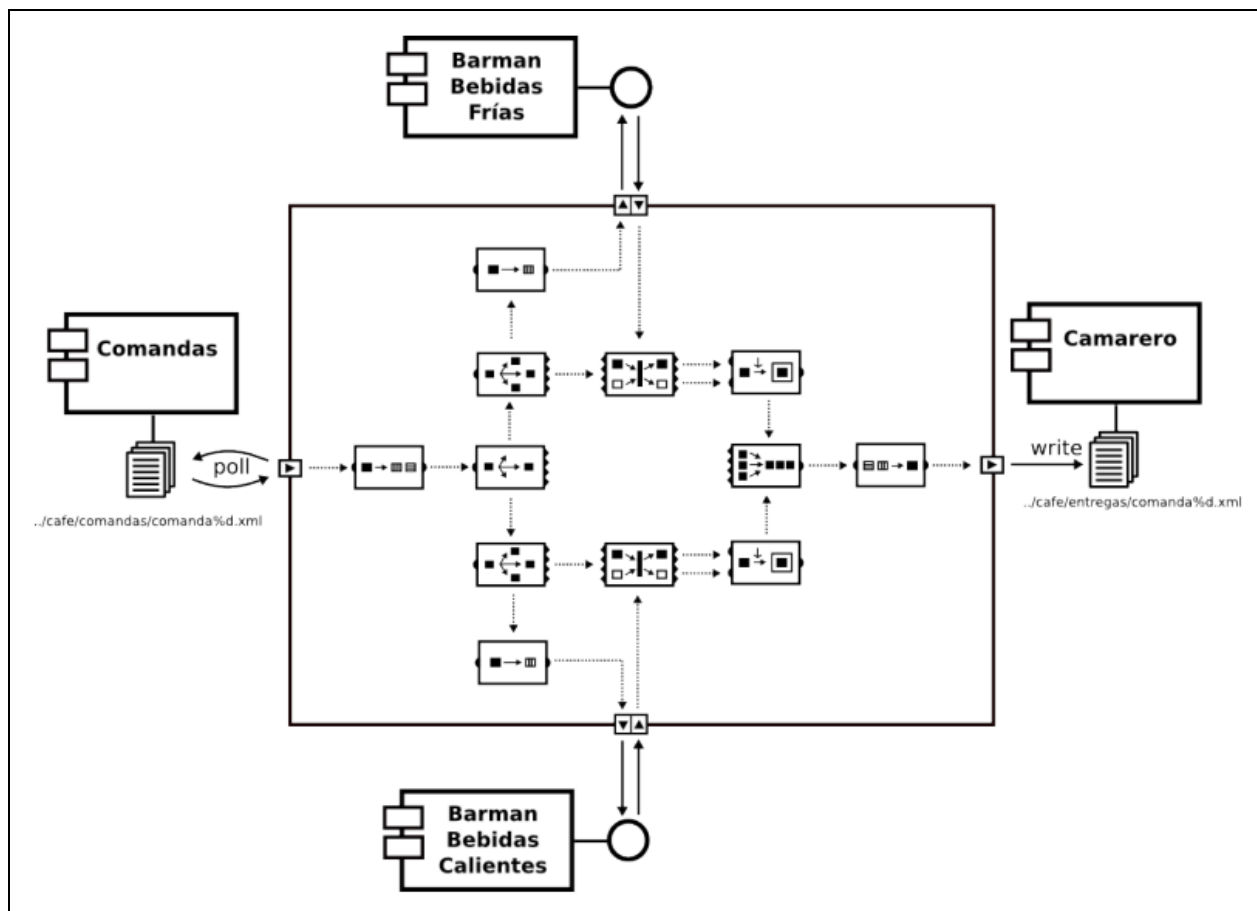 Barman
Bebidas
Frías
Comandas
poll
../cafe/comandas/comanda%d.xml
Camarero
write
../cafe/entregas/comanda%d.xml
Barman
Bebidas
Calientes